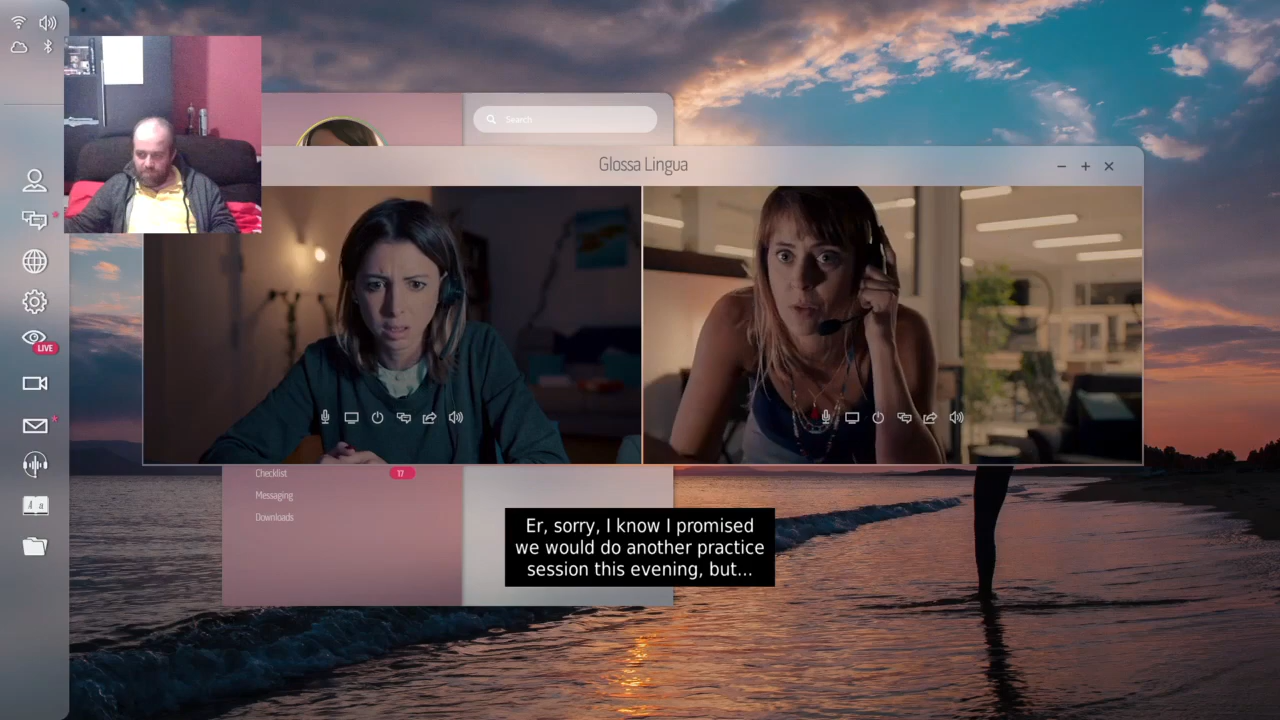 Search
Glossa Lingua
LIVE
Checklist
17
Messaging
Downloads
Er, sorry, I know I promised
we would do another practice
session this evening, but...